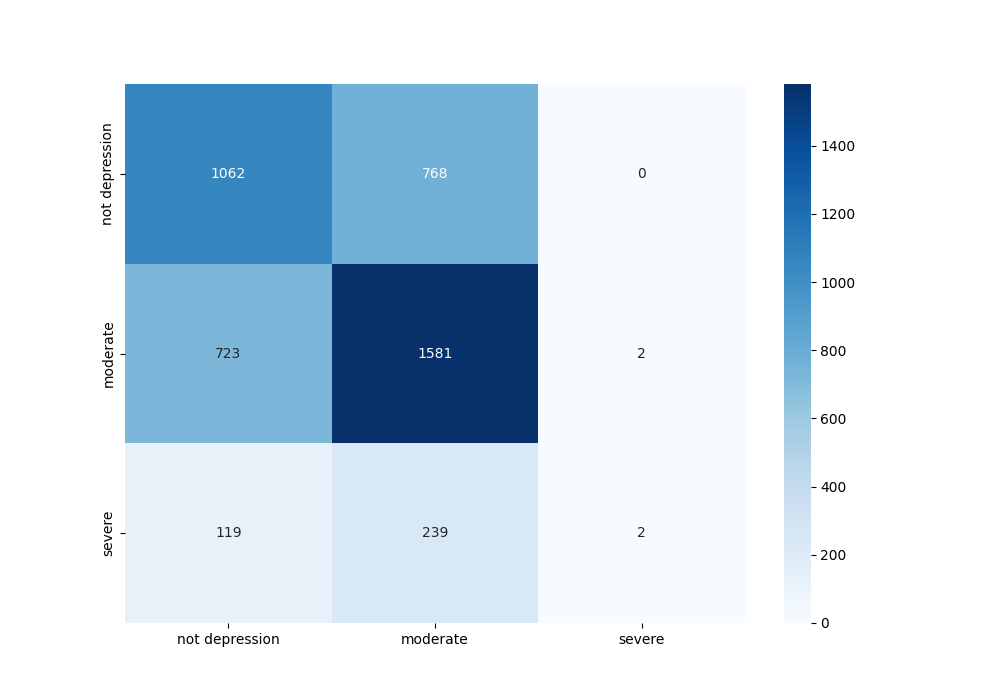 not depression
1062
768
0
moderate
723
1581
2
severe
119
239
2
not depression
moderate
severe
1400
1200
1000
800
600
400
200
0